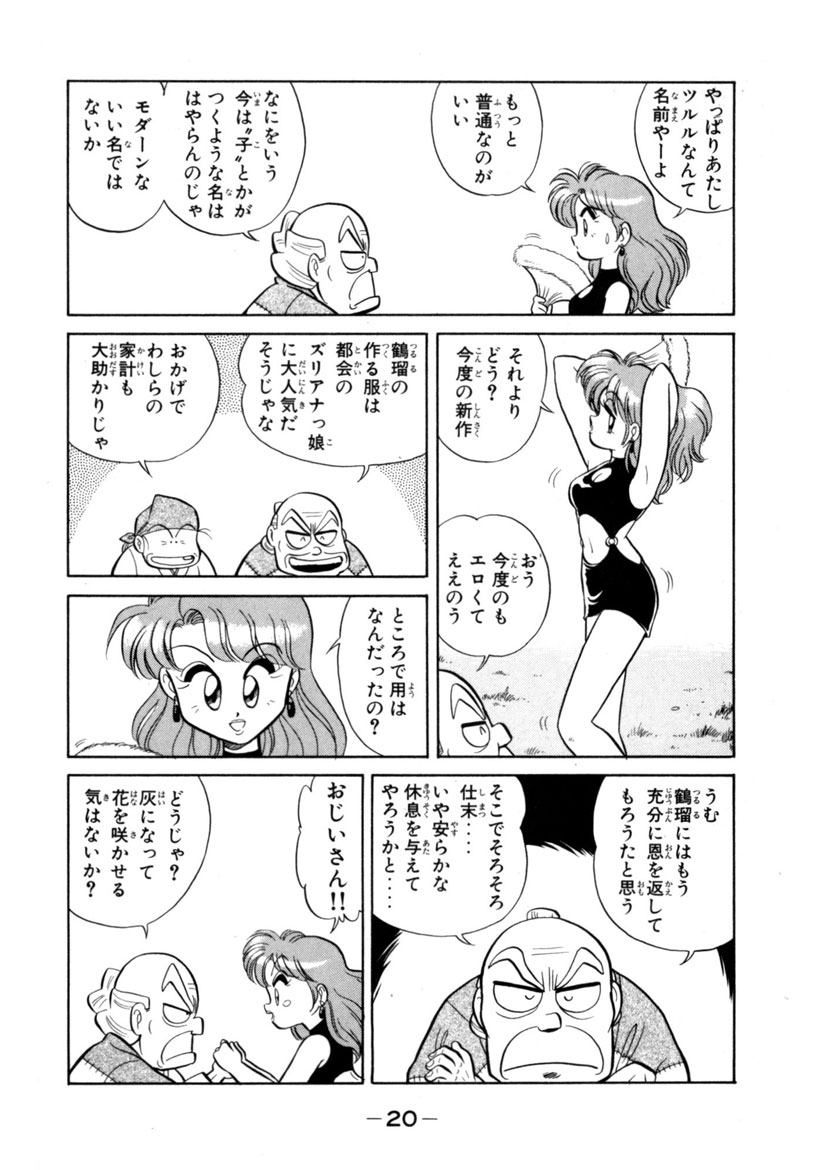 やっぱりあたし
ツルルなんて
名前やーよ
もっと
普通なのが
いい
なにをいう
今は〝子〟とかが
つくような名は
はやらんのじゃ
モダーンな
いい名では
ないか
それより
どう?
今度の新作
おう
今度のも
エロくて
ええのう
鶴瑠の
作る服は
都会の
ズリアナっ娘
に大人気だ
そうじゃな
おかげで
わしらの
家計も
大助かりじゃ
ところで用は
なんだったの?
うむ
鶴瑠にはもう
充分に恩を返して
もろうたと思う
そこでそろそろ
仕末‥‥
いや安らかな
休息を与えて
やろうかと‥‥
おじいさん!!
どうじゃ?
灰になって
花を咲かせる
気はないか?
—20—